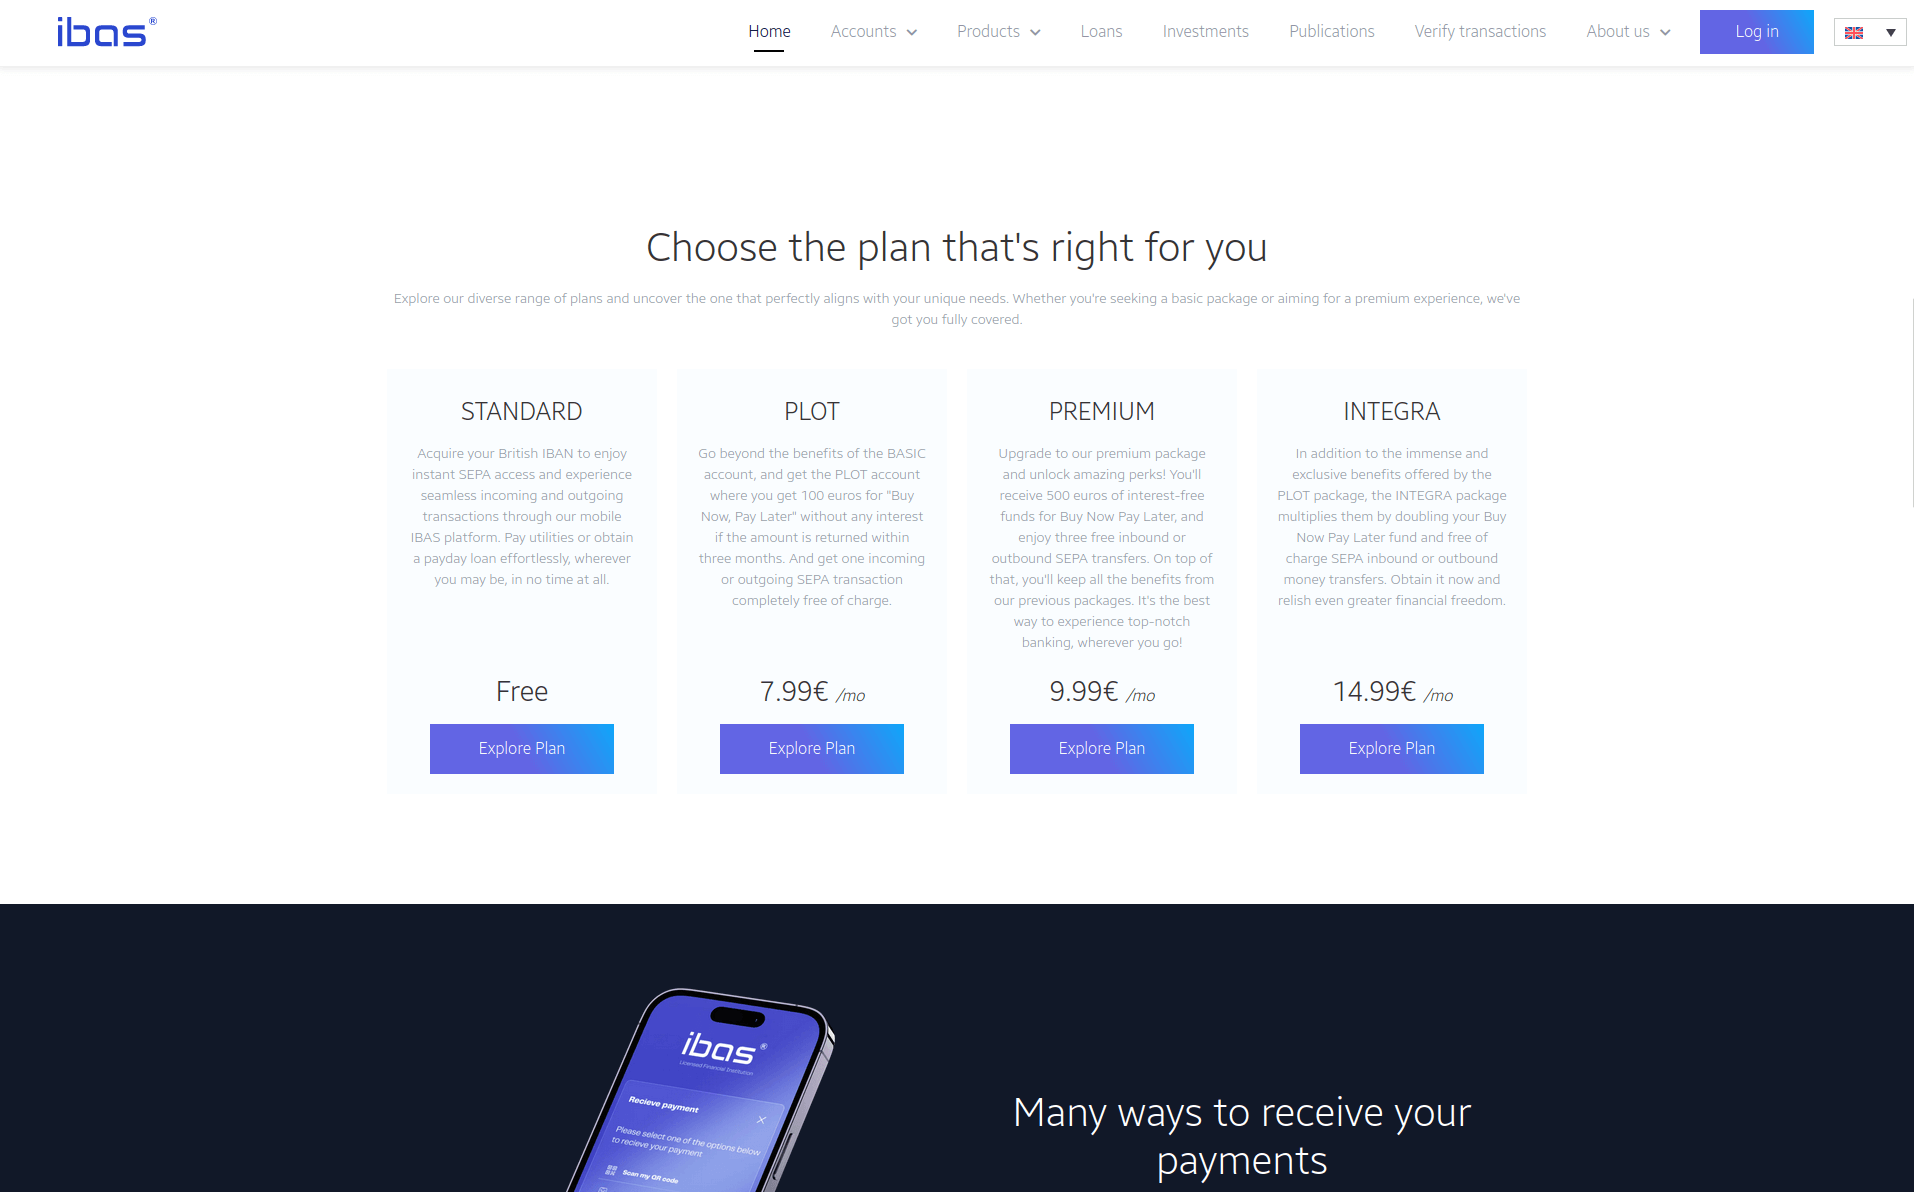 ibas®
Home
Accounts
Products
Loans
Investments
Publications
Verify transactions
About us
Log in
Choose the plan that's right for you
Explore our diverse range of plans and uncover the one that perfectly aligns with your unique needs. Whether you're seeking a basic package or aiming for a premium experience, we've
got you fully covered.
STANDARD
Acquire your British IBAN to enjoy
instant SEPA access and experience
seamless incoming and outgoing
transactions through our mobile
IBAS platform. Pay utilities or obtain
a payday loan effortlessly, wherever
you may be, in no time at all.
Free
Explore Plan
PLOT
Go beyond the benefits of the BASIC
account, and get the PLOT account
where you get 100 euros for "Buy
Now, Pay Later" without any interest
if the amount is returned within
three months. And get one incoming
or outgoing SEPA transaction
completely free of charge.
7.99€ /mo
Explore Plan
PREMIUM
Upgrade to our premium package
and unlock amazing perks! You'll
receive 500 euros of interest-free
funds for Buy Now Pay Later, and
enjoy three free inbound or
outbound SEPA transfers. On top of
that, you'll keep all the benefits from
our previous packages. It's the best
way to experience top-notch
banking, wherever you go!
9.99€ /mo
Explore Plan
INTEGRA
In addition to the immense and
exclusive benefits offered by the
PLOT package, the INTEGRA package
multiplies them by doubling your Buy
Now Pay Later fund and free of
charge SEPA inbound or outbound
money transfers. Obtain it now and
relish even greater financial freedom.
14.99€ /mo
Explore Plan
ibas®
Licensed Financial Institution
Recieve payment
Please select one of the options below
to recieve your payment
Scan my QR code
Many ways to receive your
payments